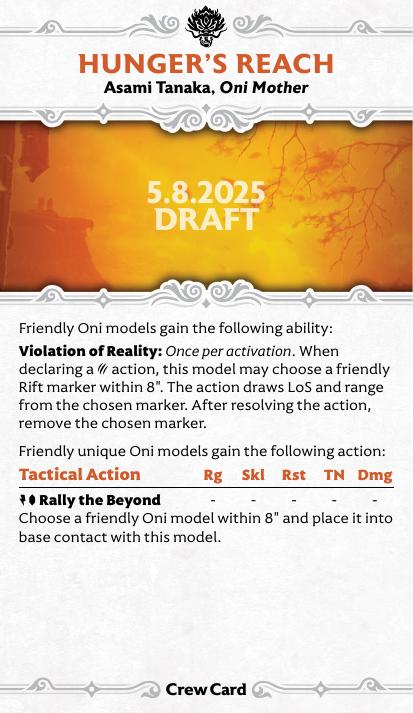 HUNGER'S REACH
Asami Tanaka, Oni Mother
5.8.2025
DRAFT
Friendly Oni models gain the following ability:
Violation of Reality: Once per activation. When
declaring a action, this model may choose a friendly
Rift marker within 8". The action draws LoS and range
from the chosen marker. After resolving the action,
remove the chosen marker.
Friendly unique Oni models gain the following action:
Tactical Action Rg Skl Rst TN Dmg
Rally the Beyond - - - - -
Choose a friendly Oni model within 8" and place it into
base contact with this model.
Crew Card